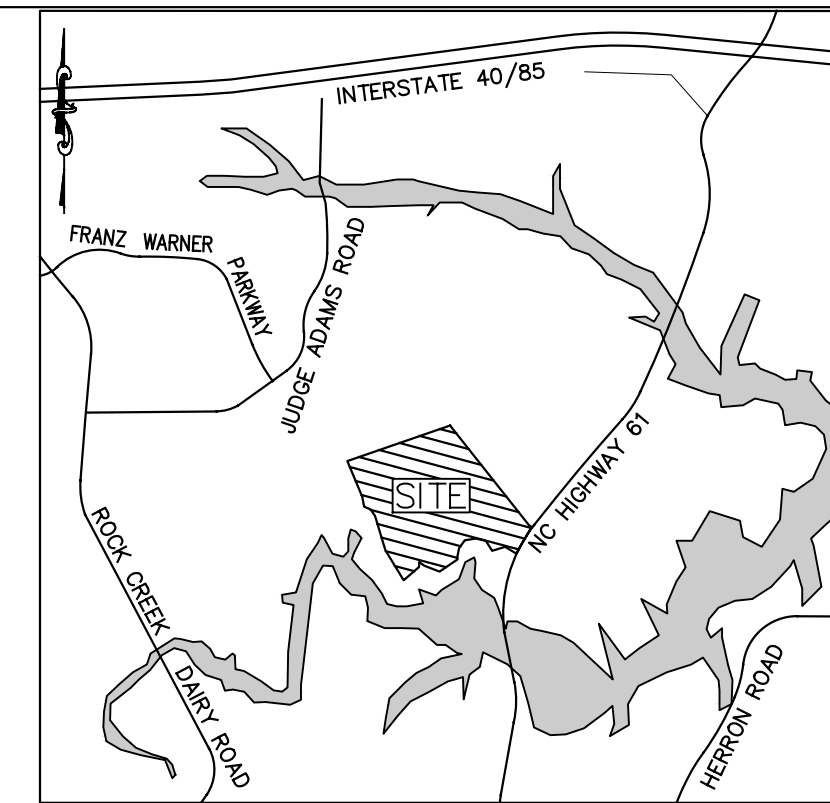 INTERSTATE 40/85
FRANZ WARNER
PARKWAY
JUDGE ADAMS ROAD
SITE
NC HIGHWAY 61
ROCK CREEK
DAIRY ROAD
HERRON ROAD